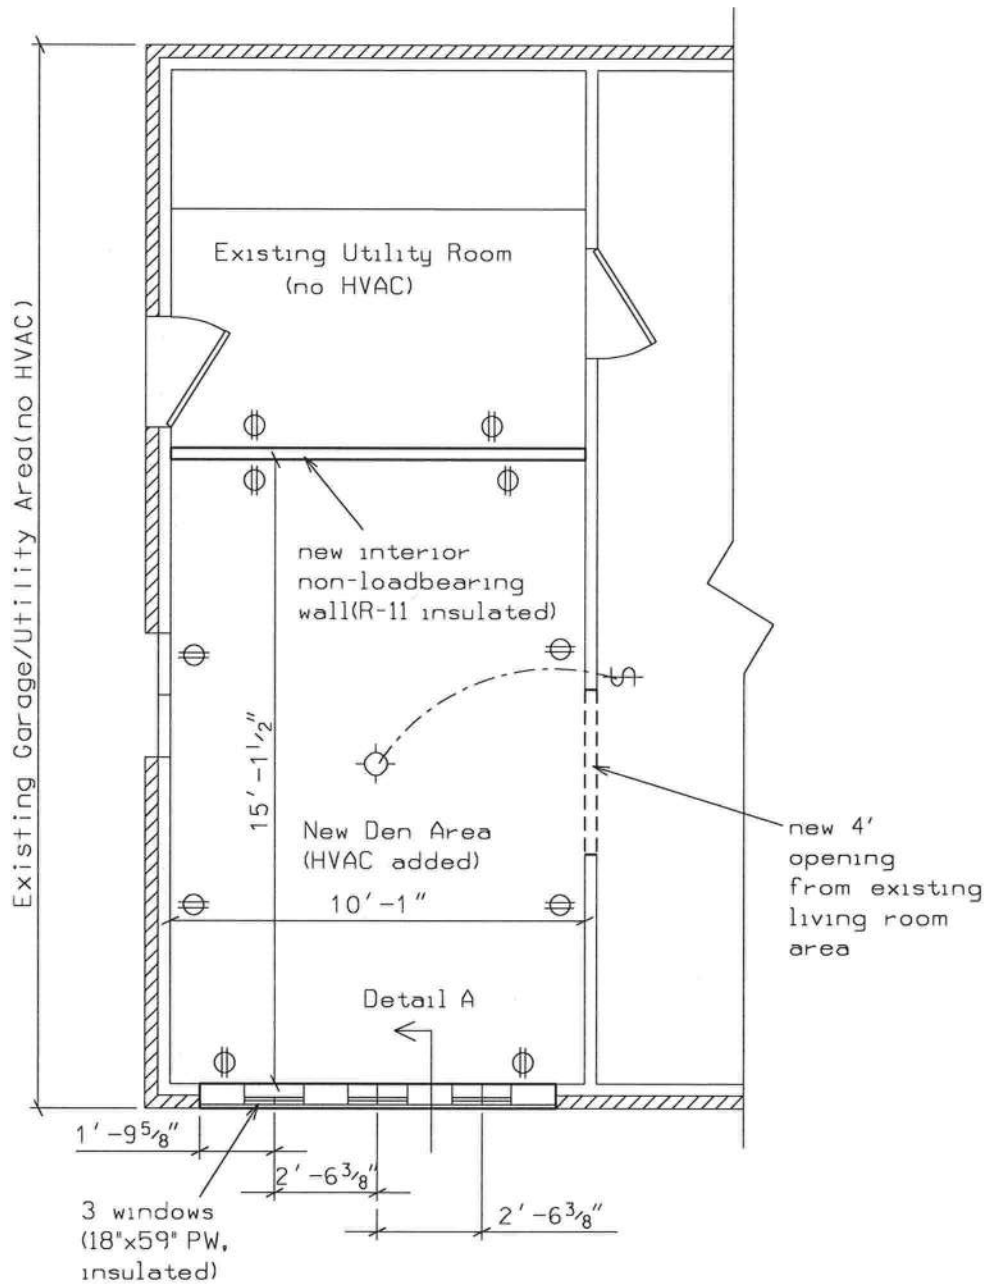 Existing Garage/Utility Area(no HVAC)
Existing Utility Room
(no HVAC)
new interior
non-loadbearing
wall(R-11 insulated)
15'-1 1/2"
New Den Area
(HVAC added)
10'-1"
new 4'
opening
from existing
living room
area
Detail A
1'-9 5/8"
2'-6 3/8"
2'-6 3/8"
3 windows
(18"x59" PW,
insulated)